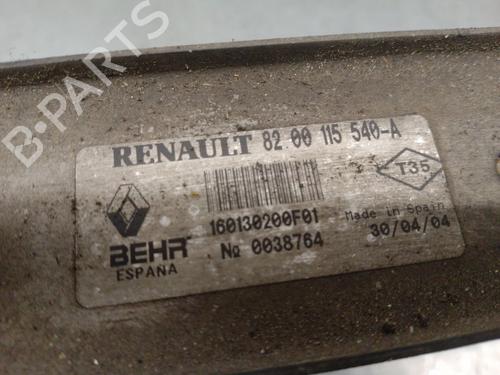 RENAULT 82 00 115 540-A
T35
160130200F01
Made in Spain
30/04/04
BEHR
ESPAÑA
№ 0038764
B-PARTS